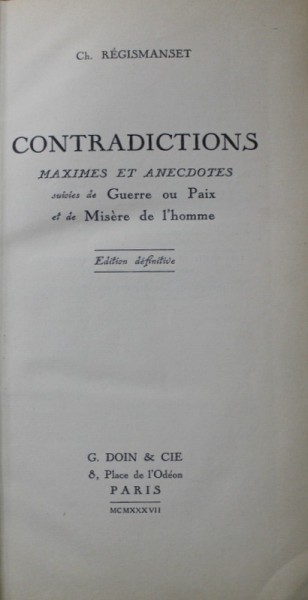 Ch. RÉGISMANSET
CONTRADICTIONS
MAXIMES ET ANECDOTES
suivies de Guerre ou Paix
et de Misère de l'homme
Edition définitive
G. DOIN & CIE
8, Place de l'Odéon
PARIS
MCMXXXVII